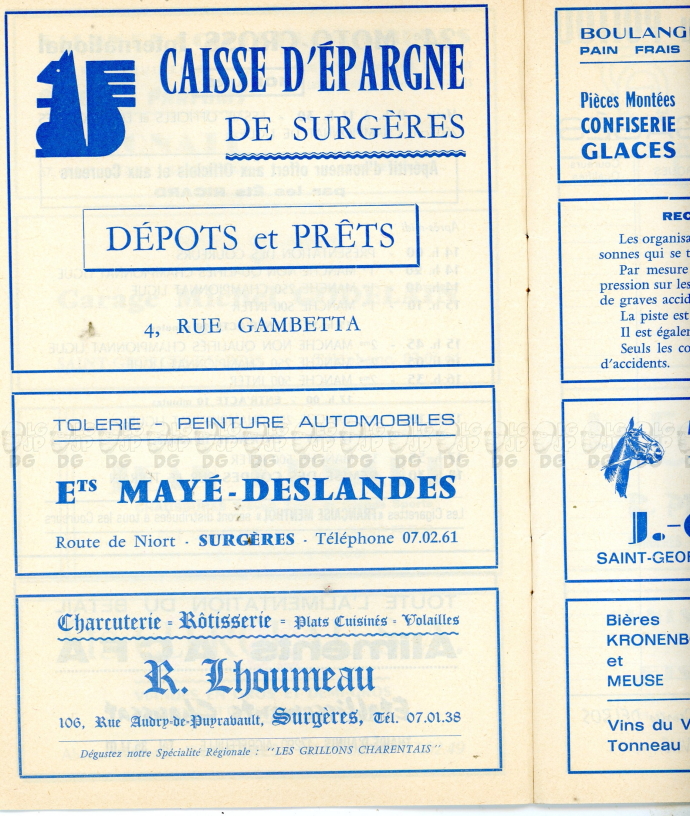 CAISSE D'ÉPARGNE
DE SURGÈRES
DÉPOTS et PRÊTS
4, RUE GAMBETTA
TOLERIE - PEINTURE AUTOMOBILES
ETS MAYÉ-DESLANDES
Route de Niort - SURGÈRES - Téléphone 07.02.61
Charcuterie - Rôtisserie - Plats Cuisinés - Volailles
R. Lhoumeau
106, Rue Audry-de-Puyravault, Surgères, Tél. 07.01.38
Dégustez notre Spécialité Régionale : "LES GRILLONS CHARENTAIS"
BOULANG
PAIN FRAIS
Pièces Montées
CONFISERIE
GLACES
REC
Les organisa
sonnes qui se t
Par mesure
pression sur les
de graves accid
La piste est
Il est égale
Seuls les co
d'accidents.
J.-
SAINT-GEO
Bières
KRONENB
et
MEUSE
Vins du V
Tonneau